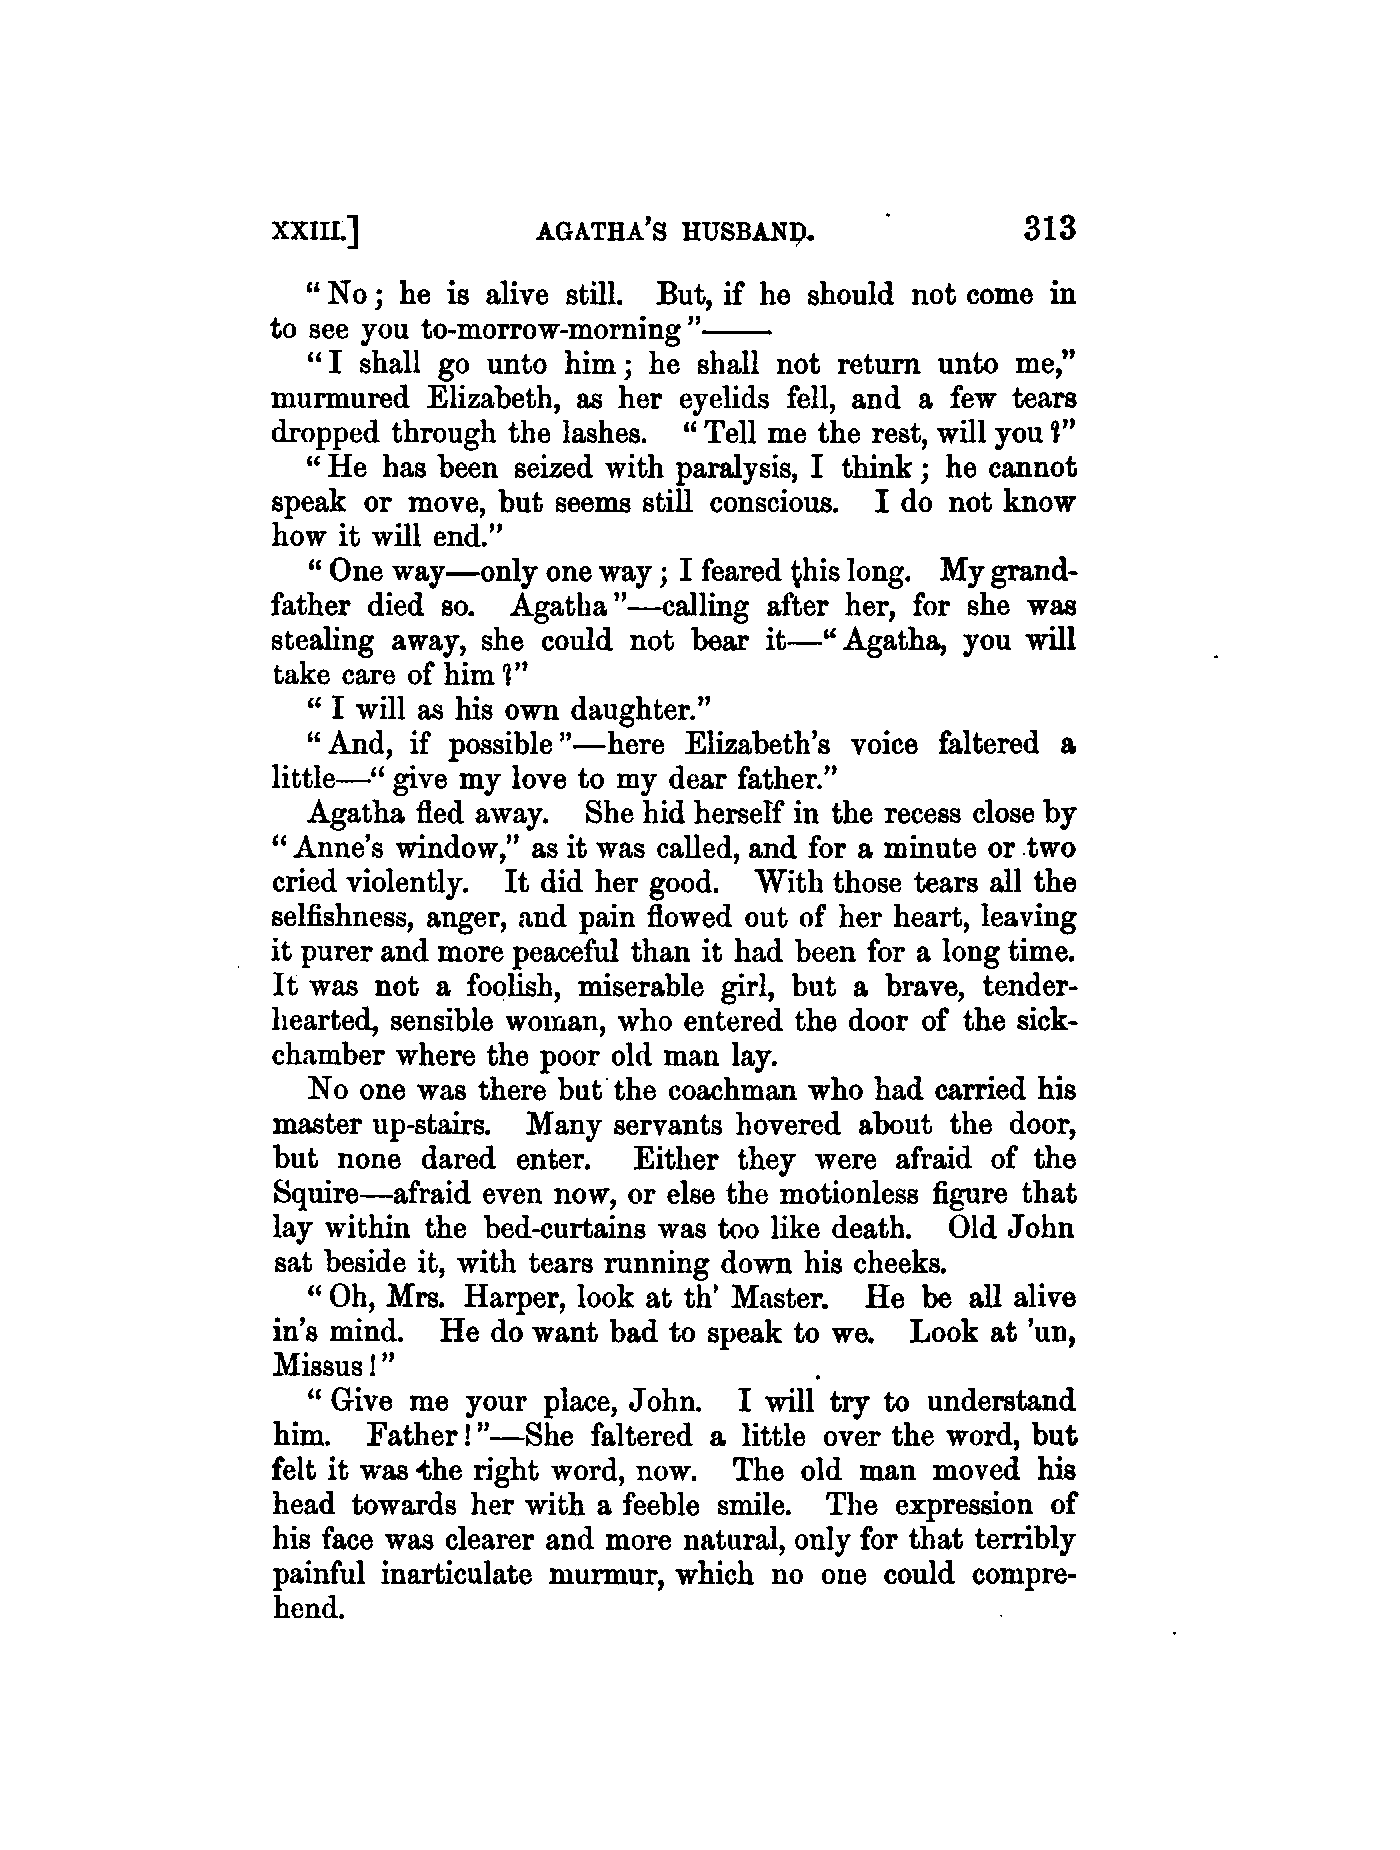 XXIII.] AGATHA'S HUSBAND. 313
"No; he is alive still. But, if he should not come in
to see you to-morrow-morning"——
"I shall go unto him; he shall not return unto me,"
murmured Elizabeth, as her eyelids fell, and a few tears
dropped through the lashes. "Tell me the rest, will you?"
"He has been seized with paralysis, I think; he cannot
speak or move, but seems still conscious. I do not know
how it will end."
"One way—only one way; I feared this long. My grand-
father died so. Agatha"—calling after her, for she was
stealing away, she could not bear it—"Agatha, you will
take care of him?"
"I will as his own daughter."
"And, if possible"—here Elizabeth's voice faltered a
little—"give my love to my dear father."
Agatha fled away. She hid herself in the recess close by
"Anne's window," as it was called, and for a minute or two
cried violently. It did her good. With those tears all the
selfishness, anger, and pain flowed out of her heart, leaving
it purer and more peaceful than it had been for a long time.
It was not a foolish, miserable girl, but a brave, tender-
hearted, sensible woman, who entered the door of the sick-
chamber where the poor old man lay.
No one was there but the coachman who had carried his
master up-stairs. Many servants hovered about the door,
but none dared enter. Either they were afraid of the
Squire—afraid even now, or else the motionless figure that
lay within the bed-curtains was too like death. Old John
sat beside it, with tears running down his cheeks.
"Oh, Mrs. Harper, look at th' Master. He be all alive
in's mind. He do want bad to speak to we. Look at 'un,
Missus!"
"Give me your place, John. I will try to understand
him. Father!"—She faltered a little over the word, but
felt it was the right word, now. The old man moved his
head towards her with a feeble smile. The expression of
his face was clearer and more natural, only for that terribly
painful inarticulate murmur, which no one could compre-
hend.